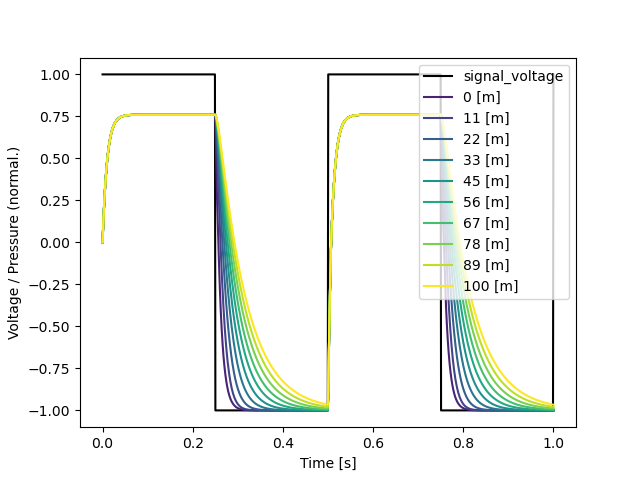 signal_voltage
0 [m]
11 [m]
22 [m]
33 [m]
45 [m]
56 [m]
67 [m]
78 [m]
89 [m]
100 [m]
1.00
0.75
0.50
0.25
0.00
−0.25
−0.50
−0.75
−1.00
Voltage / Pressure (normal.)
0.0 0.2 0.4 0.6 0.8 1.0
Time [s]